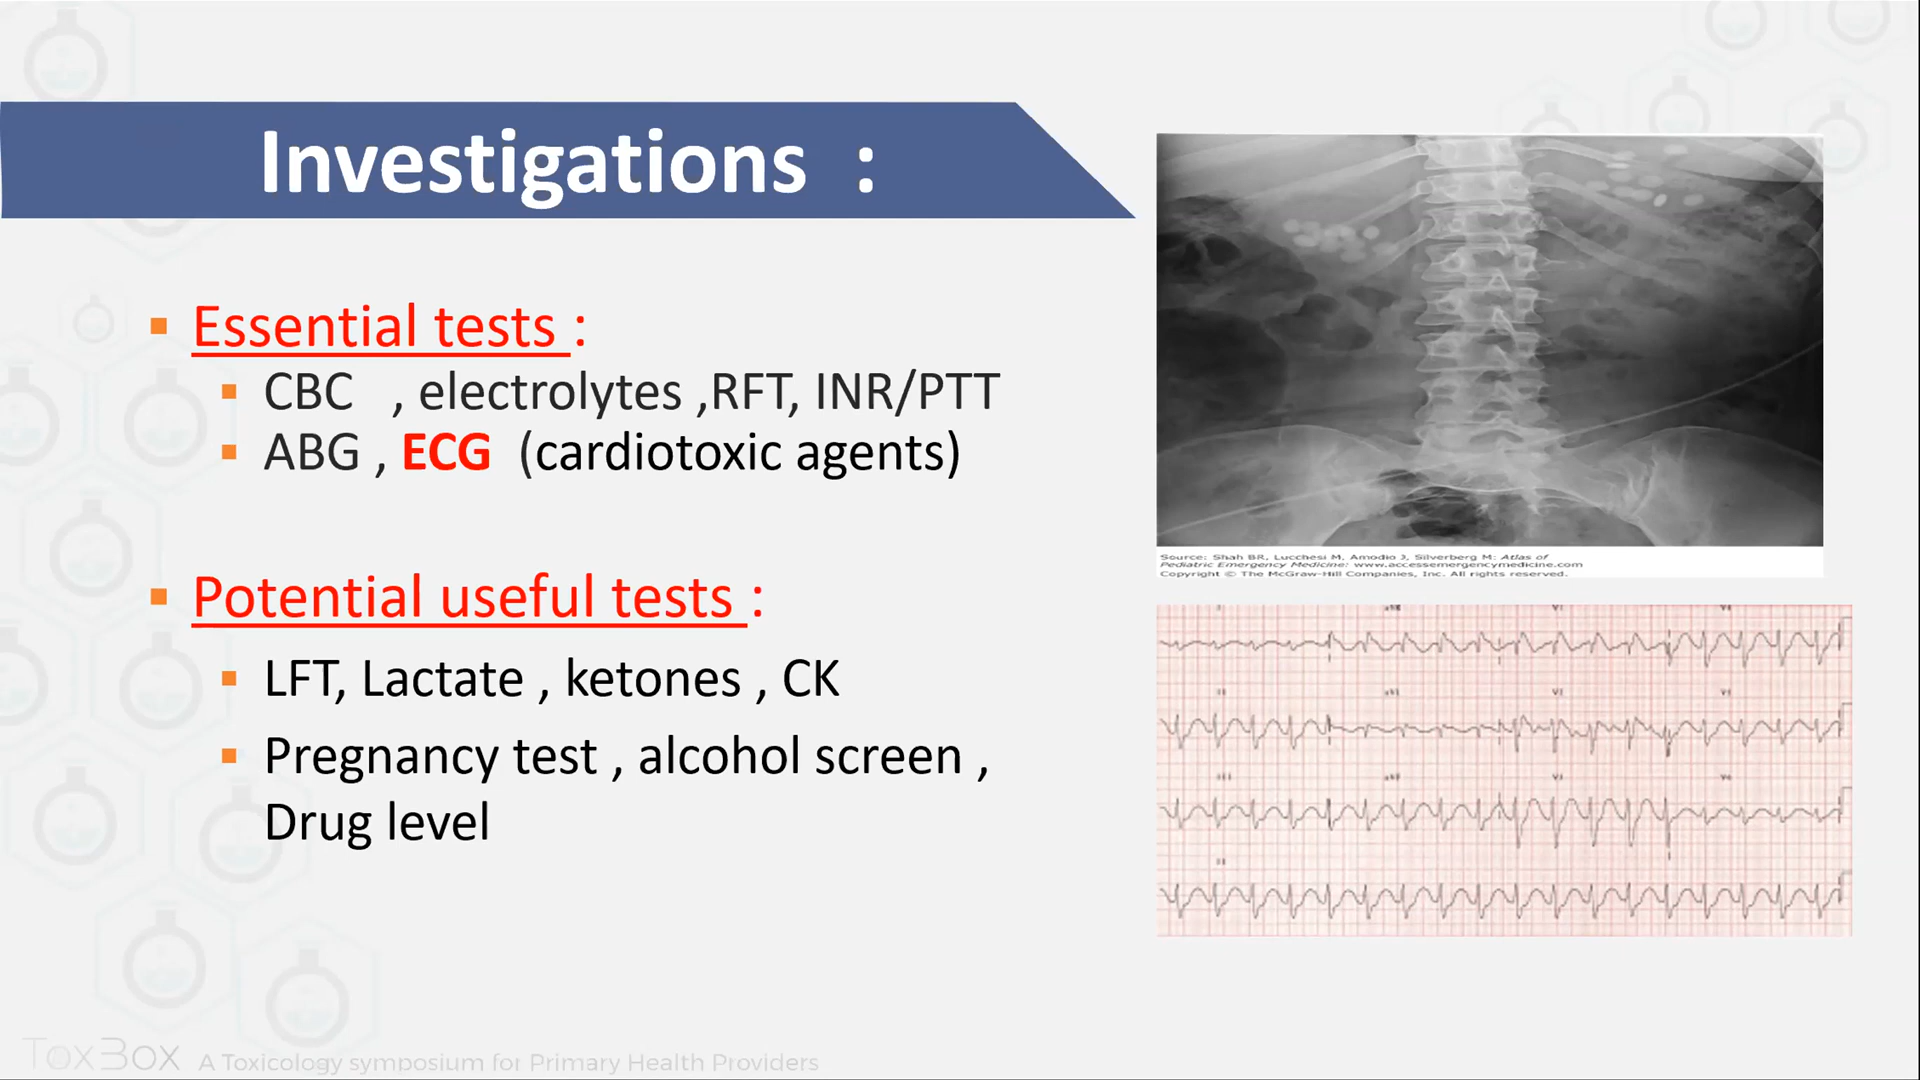 Investigations :
Essential tests :
CBC , electrolytes ,RFT, INR/PTT
ABG , ECG (cardiotoxic agents)
Potential useful tests :
LFT, Lactate , ketones , CK
Pregnancy test , alcohol screen ,
Drug level
Source: Shah BR, Lucchesi M, Amodio J, Silverberg M: Atlas of
Pediatric Emergency Medicine: www.accessemergencymedicine.com
Copyright © The McGraw-Hill Companies, Inc. All rights reserved.
ToxBox A Toxicology symposium for Primary Health Providers